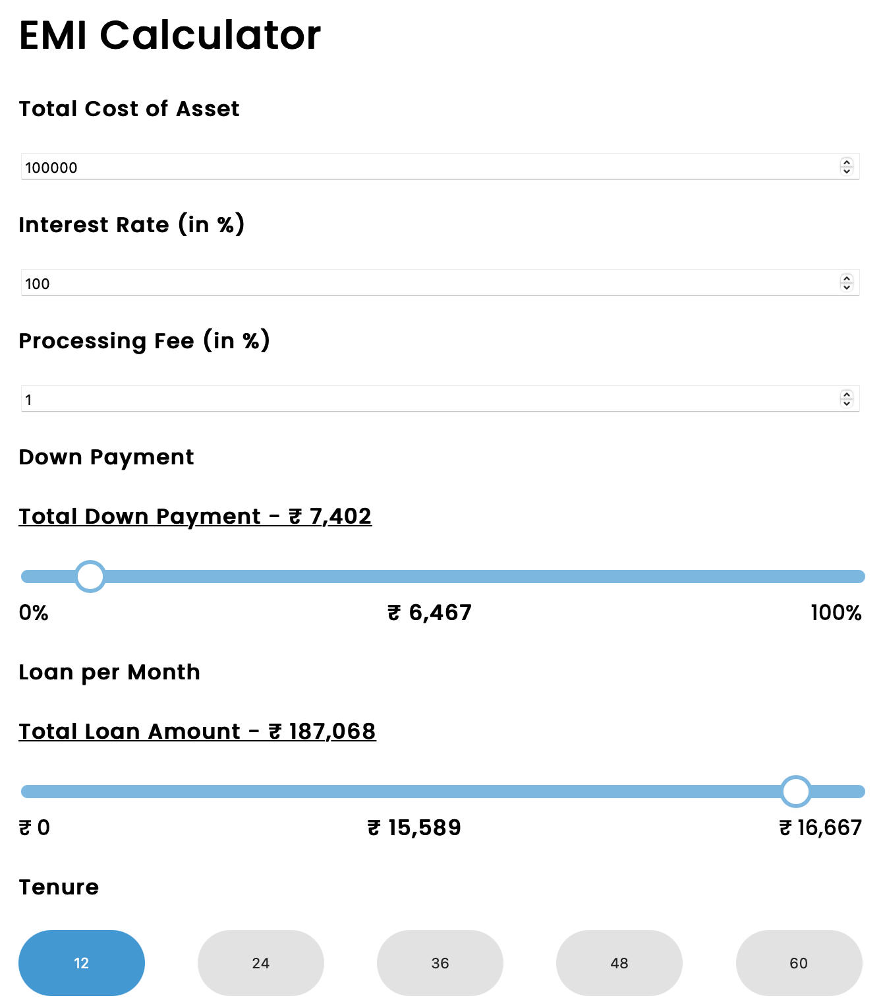 EMI Calculator
Total Cost of Asset
100000
Interest Rate (in %)
100
Processing Fee (in %)
1
Down Payment
Total Down Payment - ₹ 7,402
0% ₹ 6,467 100%
Loan per Month
Total Loan Amount - ₹ 187,068
₹ 0 ₹ 15,589 ₹ 16,667
Tenure
12 24 36 48 60